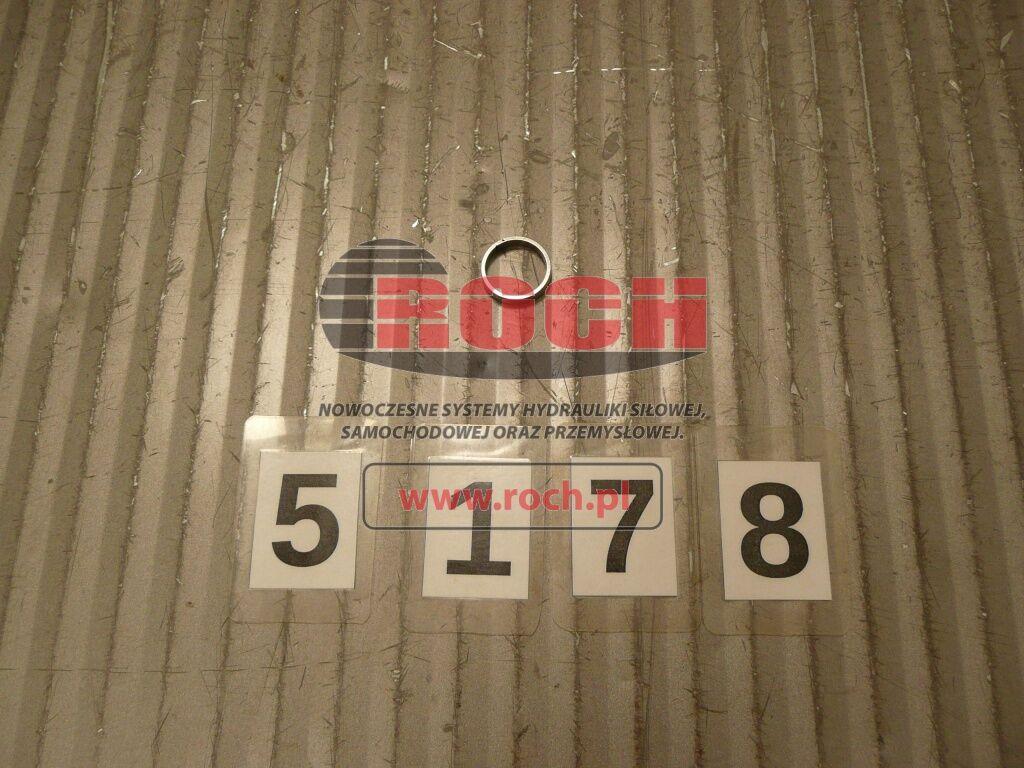 ROCH
NOWOCZESNE SYSTEMY HYDRAULIKI SIŁOWEJ,
SAMOCHODOWEJ ORAZ PRZEMYSŁOWEJ.
www.roch.pl
5 1 7 8